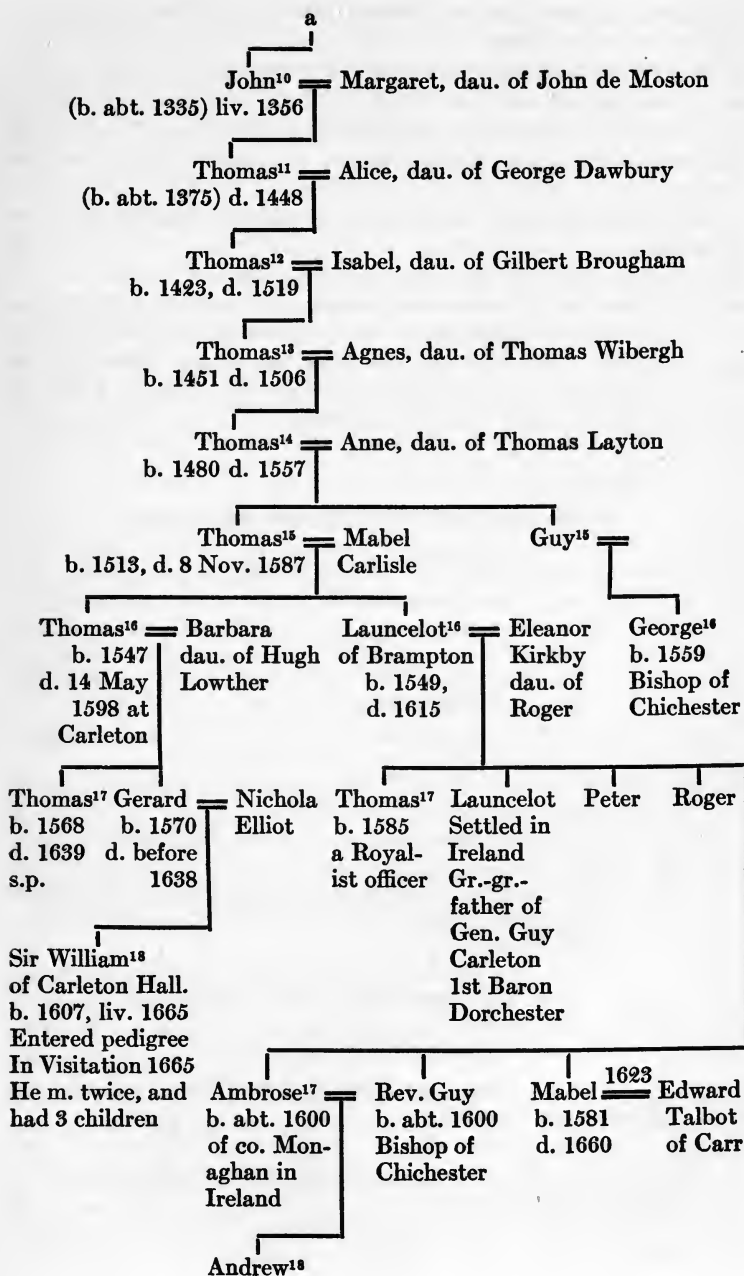 a
John¹⁰ Margaret, dau. of John de Moston
(b. abt. 1335) liv. 1356
Thomas¹¹ Alice, dau. of George Dawbury
(b. abt. 1375) d. 1448
Thomas¹² Isabel, dau. of Gilbert Brougham
b. 1423, d. 1519
Thomas¹³ Agnes, dau. of Thomas Wibergh
b. 1451 d. 1506
Thomas¹⁴ Anne, dau. of Thomas Layton
b. 1480 d. 1557
Thomas¹⁵ Mabel
b. 1513, d. 8 Nov. 1587 Carlisle
Guy¹⁵
Thomas¹⁶
b. 1547
d. 14 May
1598 at
Carleton
Barbara
dau. of Hugh
Lowther
Launcelot¹⁶
of Brampton
b. 1549,
d. 1615
Eleanor
Kirkby
dau. of
Roger
George¹⁶
b. 1559
Bishop of
Chichester
Thomas¹⁷
b. 1568
d. 1639
s.p.
Gerard
b. 1570
d. before
1638
Nichola
Elliot
Thomas¹⁷
b. 1585
a Royal-
ist officer
Launcelot
Settled in
Ireland
Gr.-gr.-
father of
Gen. Guy
Carleton
1st Baron
Dorchester
Peter
Roger
Sir William¹⁸
of Carleton Hall.
b. 1607, liv. 1665
Entered pedigree
In Visitation 1665
He m. twice, and
had 3 children
Ambrose¹⁷
b. abt. 1600
of co. Mon-
aghan in
Ireland
Rev. Guy
b. abt. 1600
Bishop of
Chichester
Mabel
b. 1581
d. 1660
1623
Edward
Talbot
of Carr
Andrew¹⁸